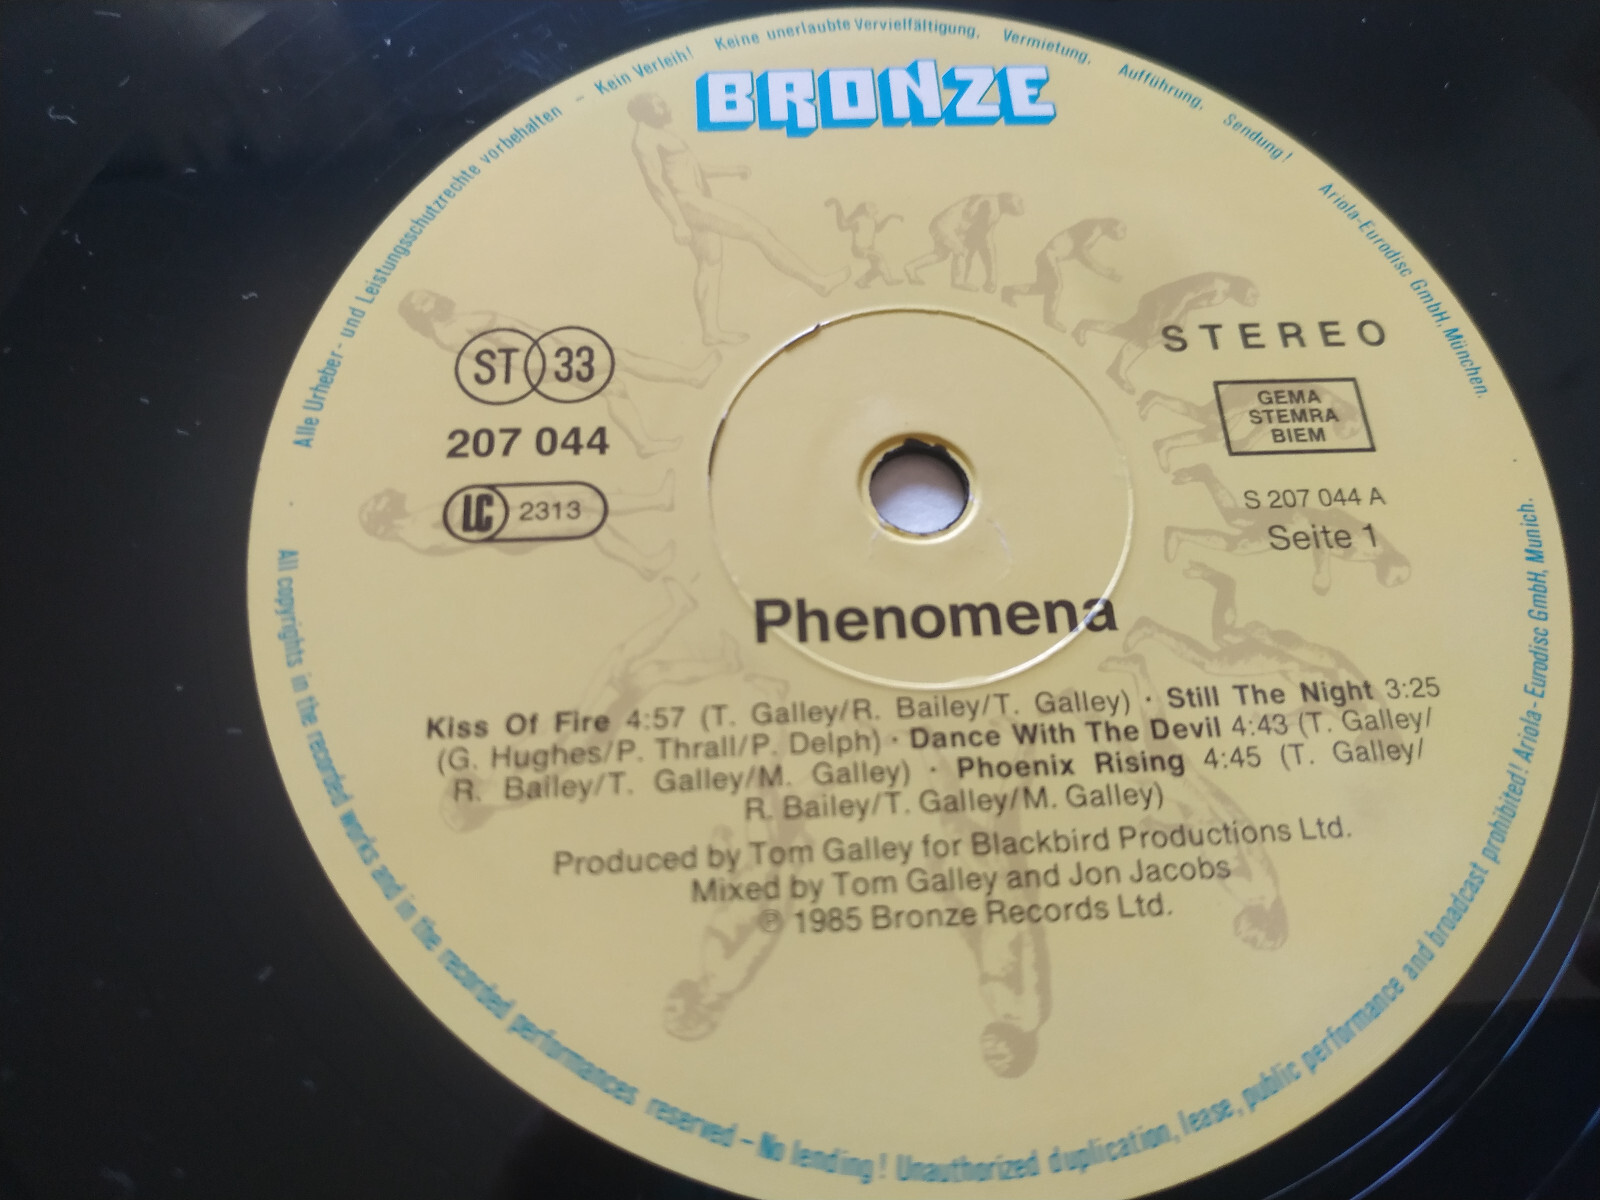 Alle Urheber- und Leistungsschutzrechte vorbehalten – Kein Verleih! Keine unerlaubte Vervielfältigung, Vermietung, Aufführung, Sendung! Ariola-Eurodisc GmbH, München.
BRONZE
ST 33
207 044
LC 2313
STEREO
GEMA
STEMRA
BIEM
S 207 044 A
Seite 1
Phenomena
Kiss Of Fire 4:57 (T. Galley/R. Bailey/T. Galley) · Still The Night 3:25
(G. Hughes/P. Thrall/P. Delph) · Dance With The Devil 4:43 (T. Galley/
R. Bailey/T. Galley/M. Galley) · Phoenix Rising 4:45 (T. Galley/
R. Bailey/T. Galley/M. Galley)
Produced by Tom Galley for Blackbird Productions Ltd.
Mixed by Tom Galley and Jon Jacobs
℗ 1985 Bronze Records Ltd.
All copyrights in the recorded works and in the recorded performances reserved – No lending! Unauthorized duplication, lease, public performance and broadcast prohibited! Ariola-Eurodisc GmbH, Munich.